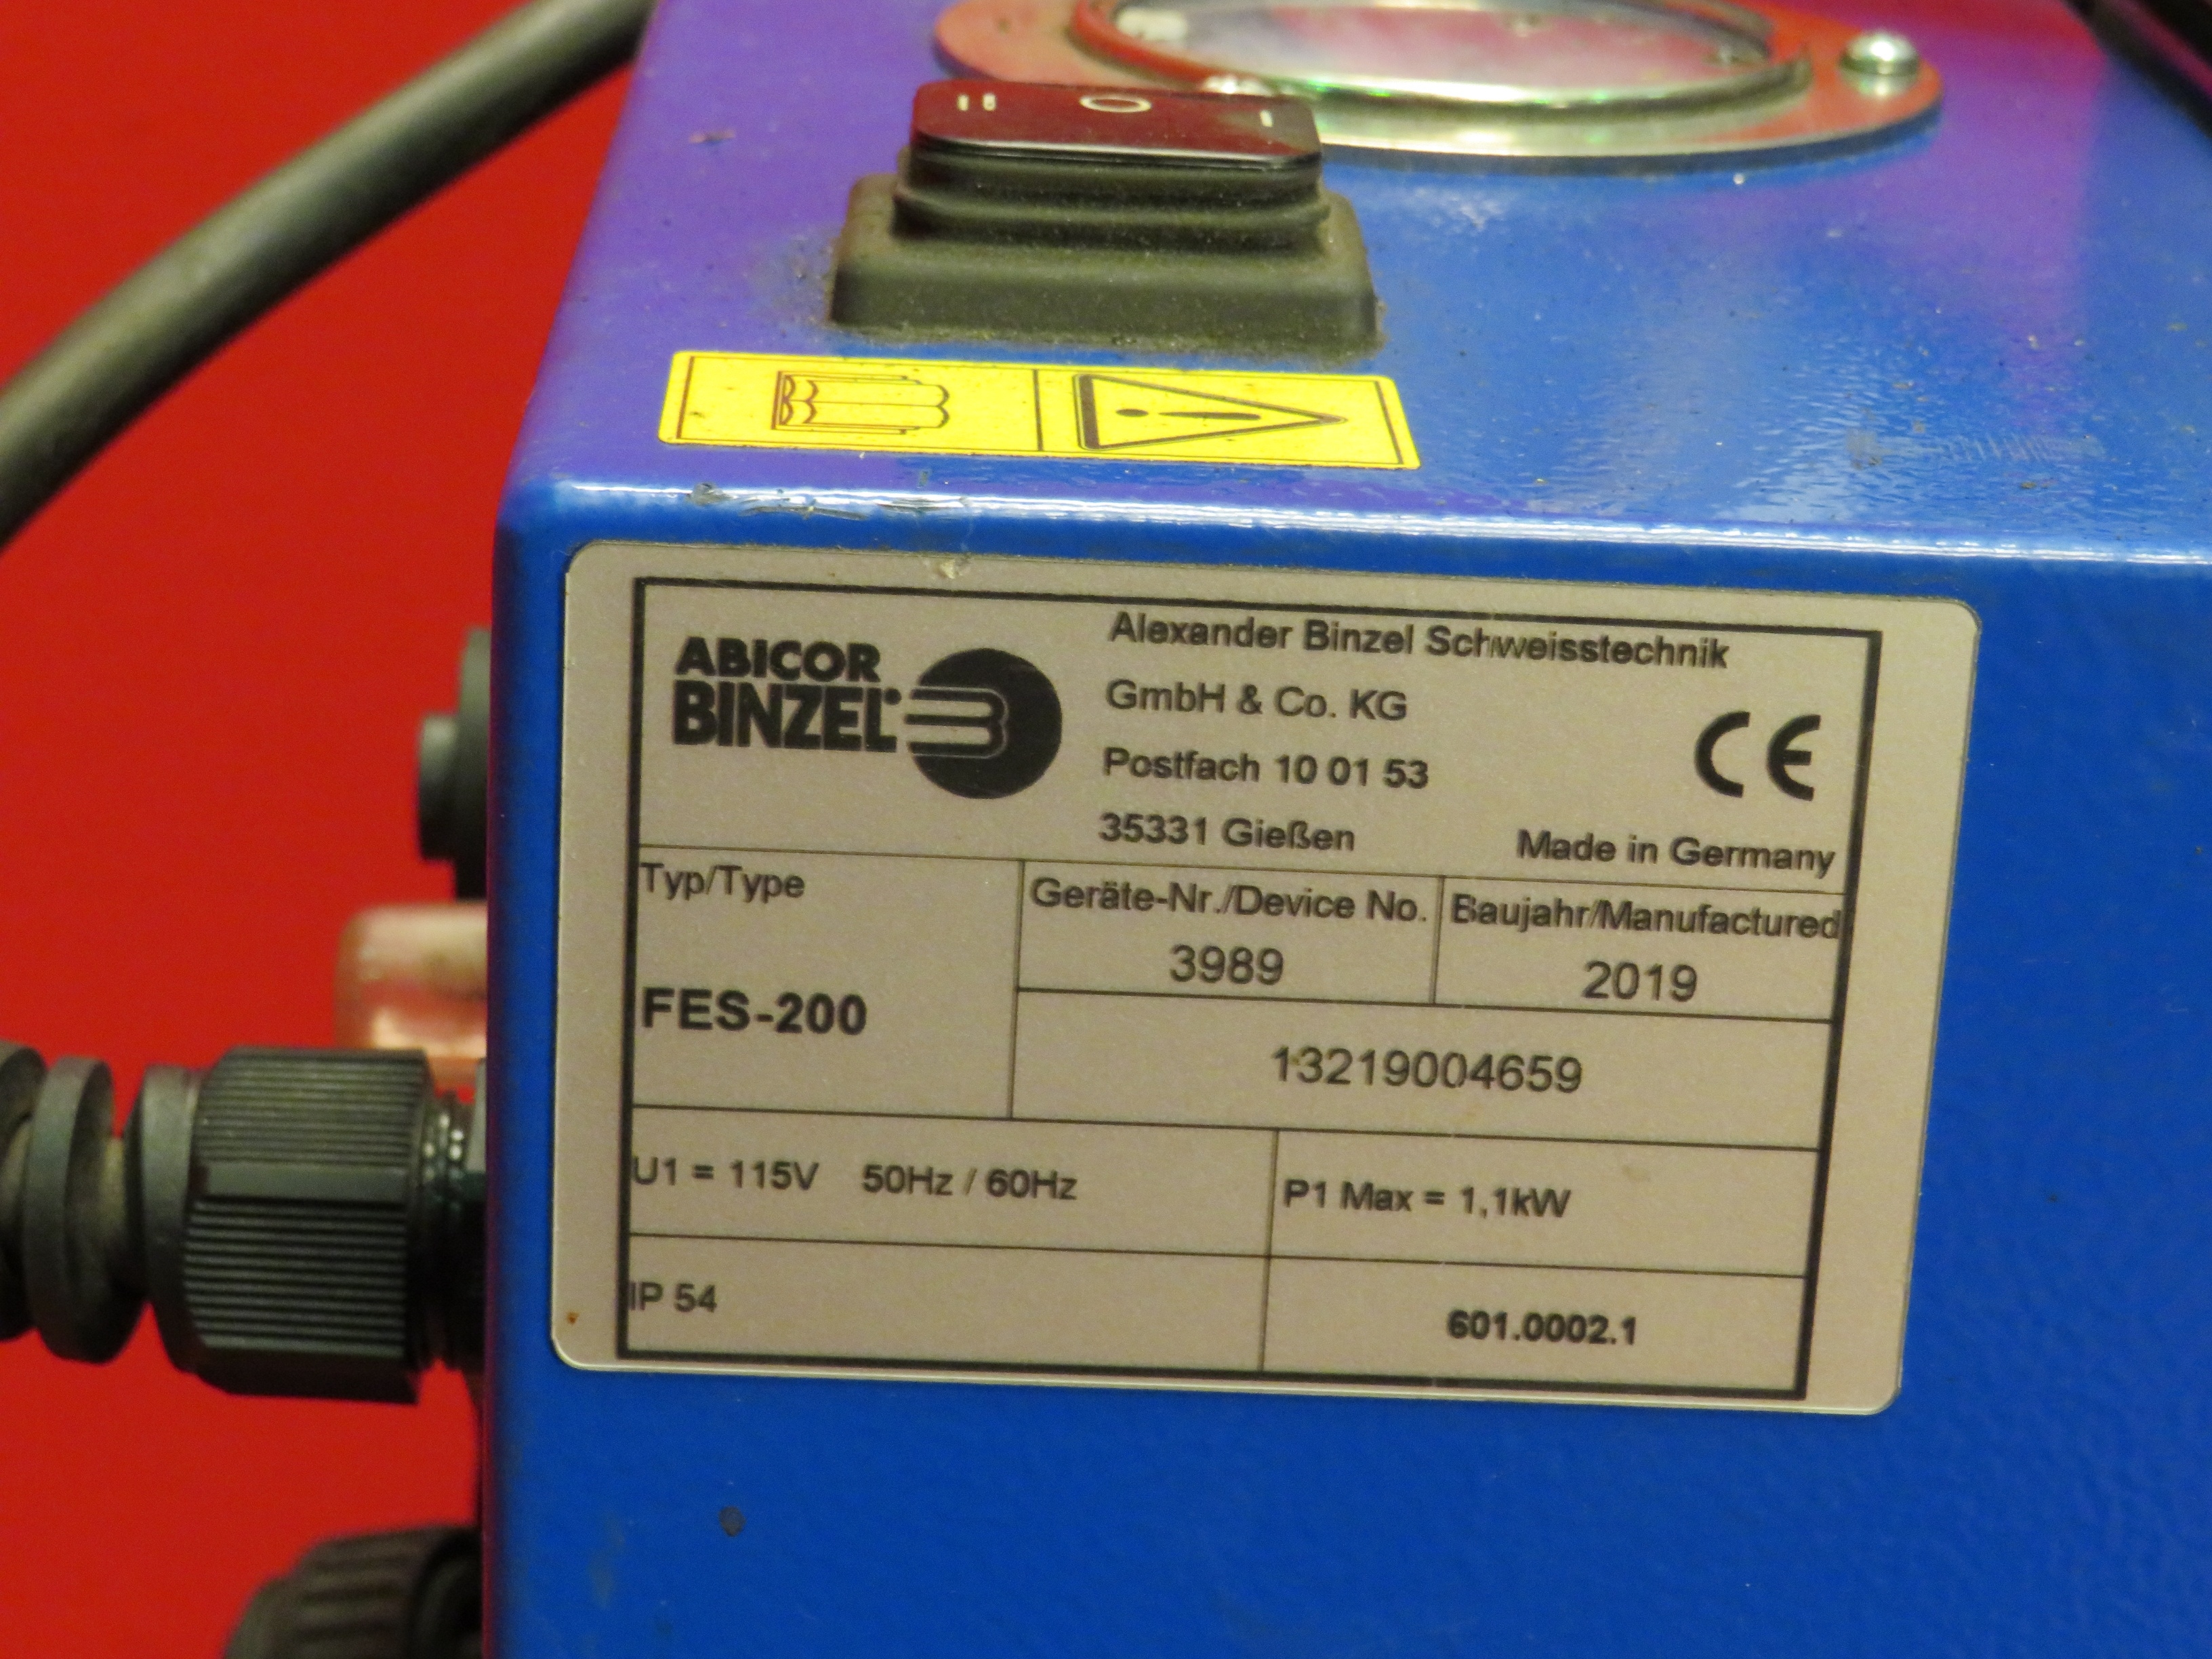 II O I
ABICOR
BINZEL
Alexander Binzel Schweisstechnik
GmbH & Co. KG
Postfach 10 01 53
35331 Gießen
CE
Made in Germany
Typ/Type
FES-200
Geräte-Nr./Device No.
3989
Baujahr/Manufactured
2019
13219004659
U1 = 115V 50Hz / 60Hz
P1 Max = 1,1kW
IP 54
601.0002.1